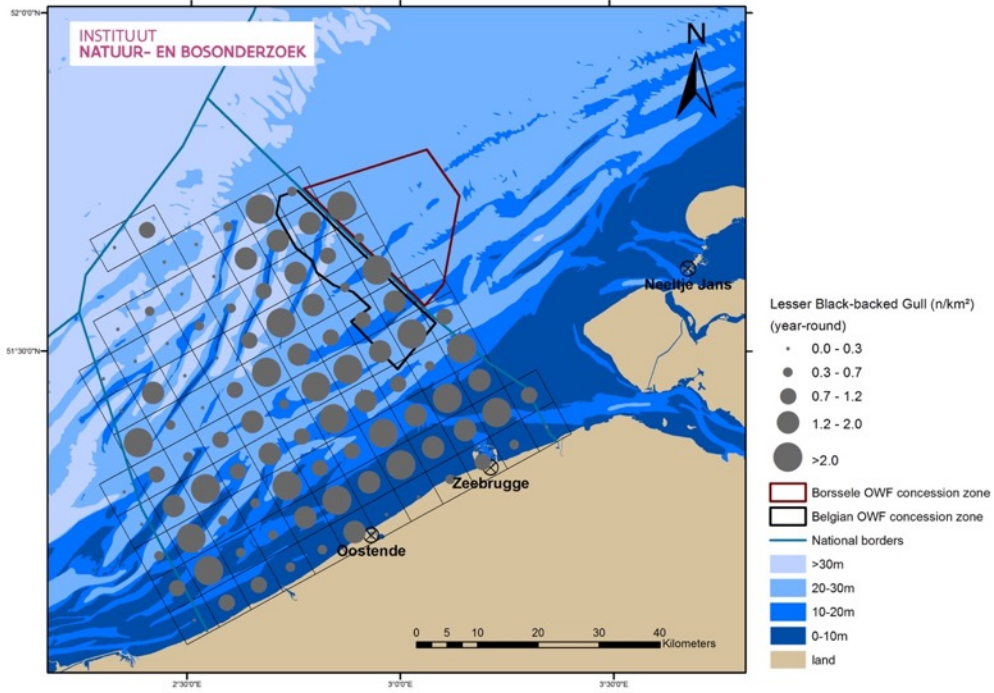 52°0'0"N
INSTITUUT
NATUUR- EN BOSONDERZOEK
N
Neeltje Jans
51°30'0"N
Zeebrugge
Oostende
0 5 10 20 30 40
Kilometers
2°30'0"E 3°0'0"E 3°30'0"E
Lesser Black-backed Gull (n/km²)
(year-round)
0.0 - 0.3
0.3 - 0.7
0.7 - 1.2
1.2 - 2.0
>2.0
Borssele OWF concession zone
Belgian OWF concession zone
National borders
>30m
20-30m
10-20m
0-10m
land